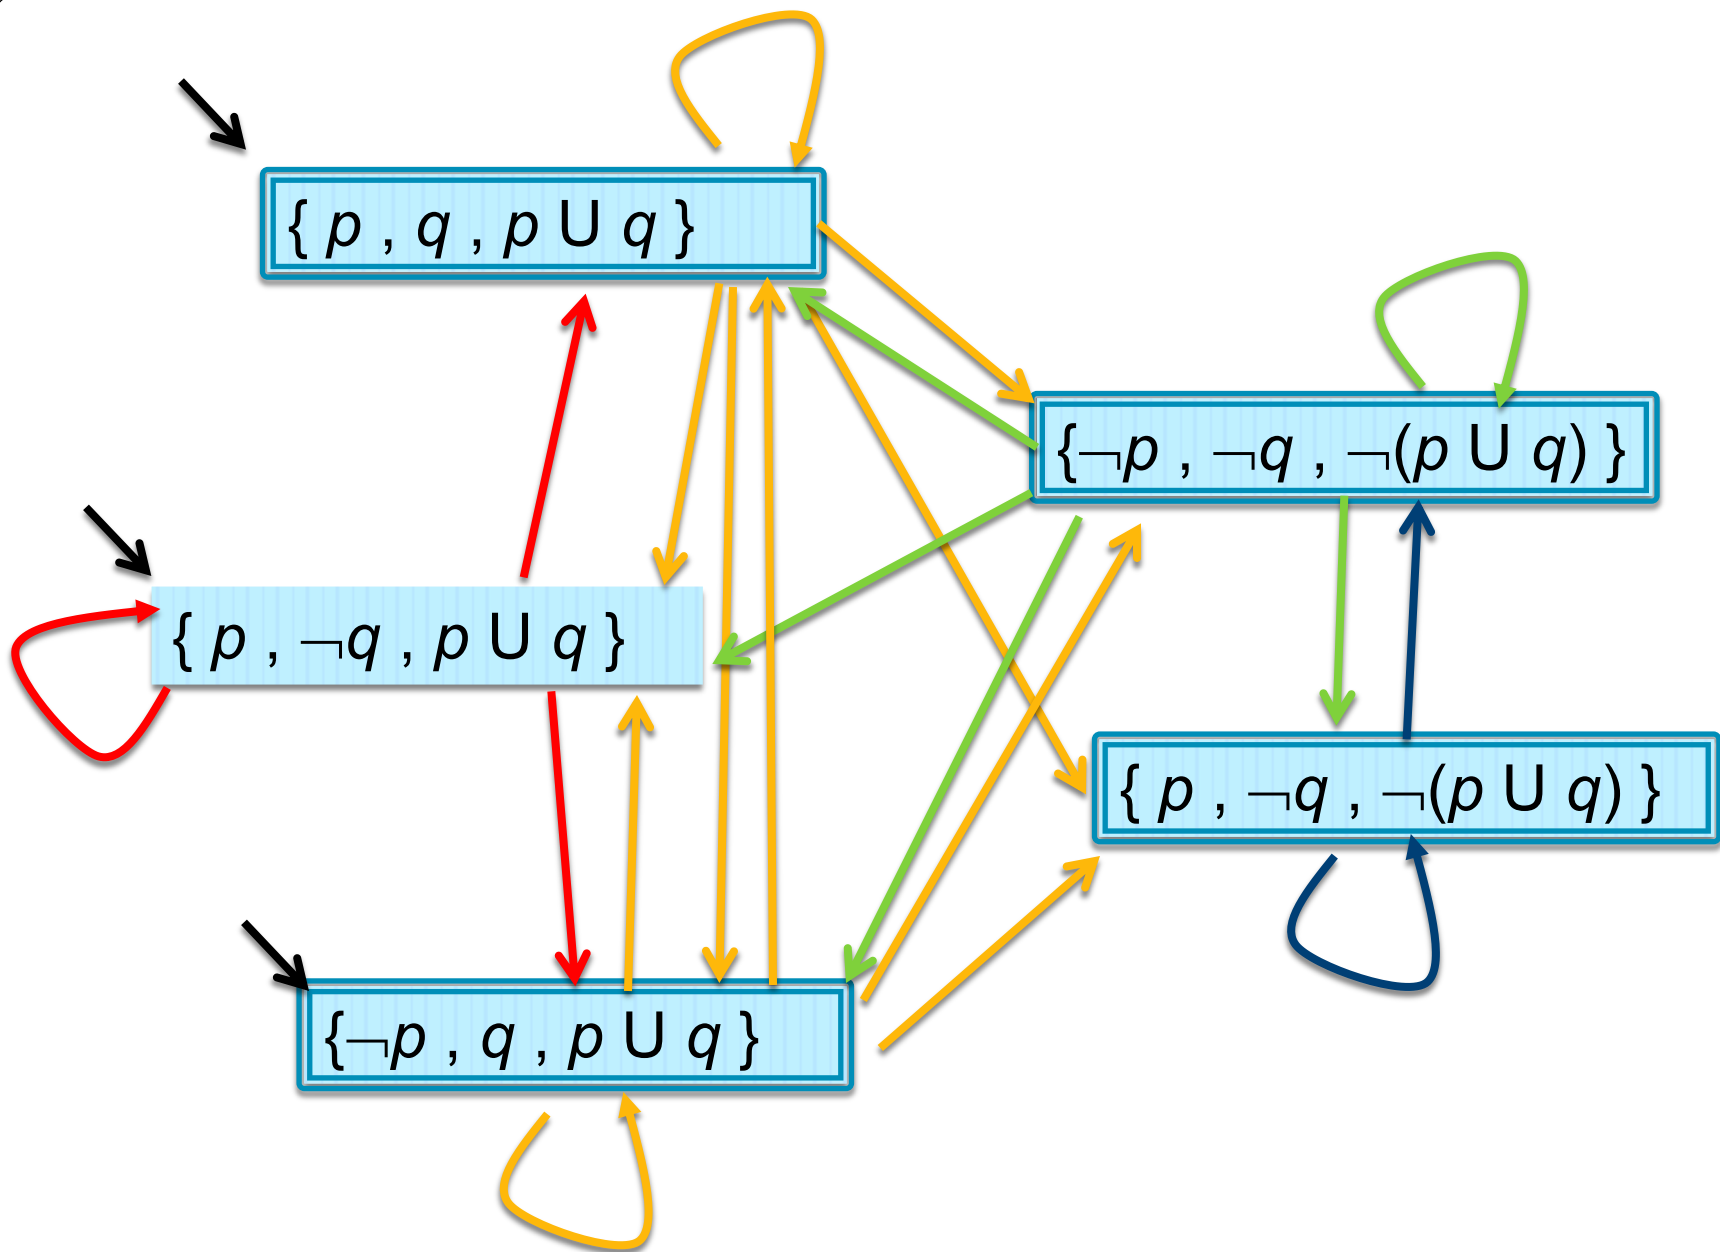 { p , q , p U q }
{¬p , ¬q , ¬(p U q) }
{ p , ¬q , p U q }
{ p , ¬q , ¬(p U q) }
{¬p , q , p U q }